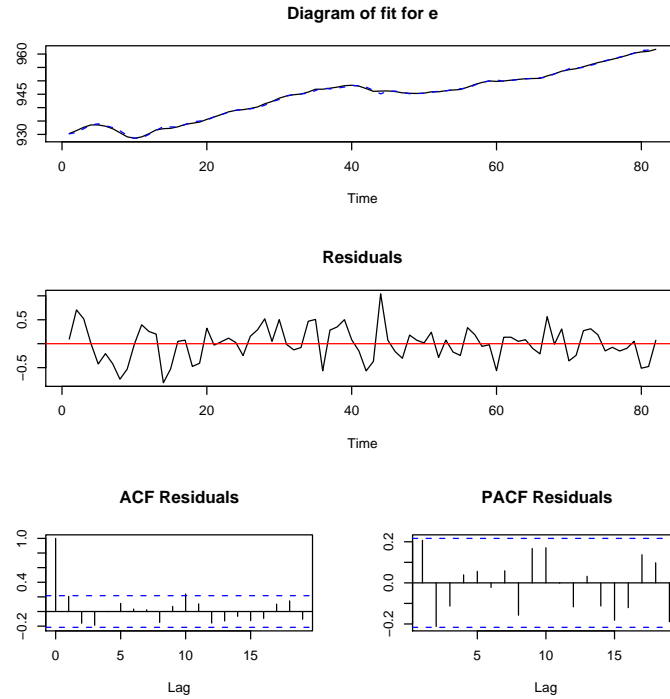 Diagram of fit for e
960
945
930
0 20 40 60 80
Time
Residuals
0.5
−0.5
0 20 40 60 80
Time
ACF Residuals
1.0
0.4
−0.2
0 5 10 15
Lag
PACF Residuals
0.2
0.0
−0.2
5 10 15
Lag